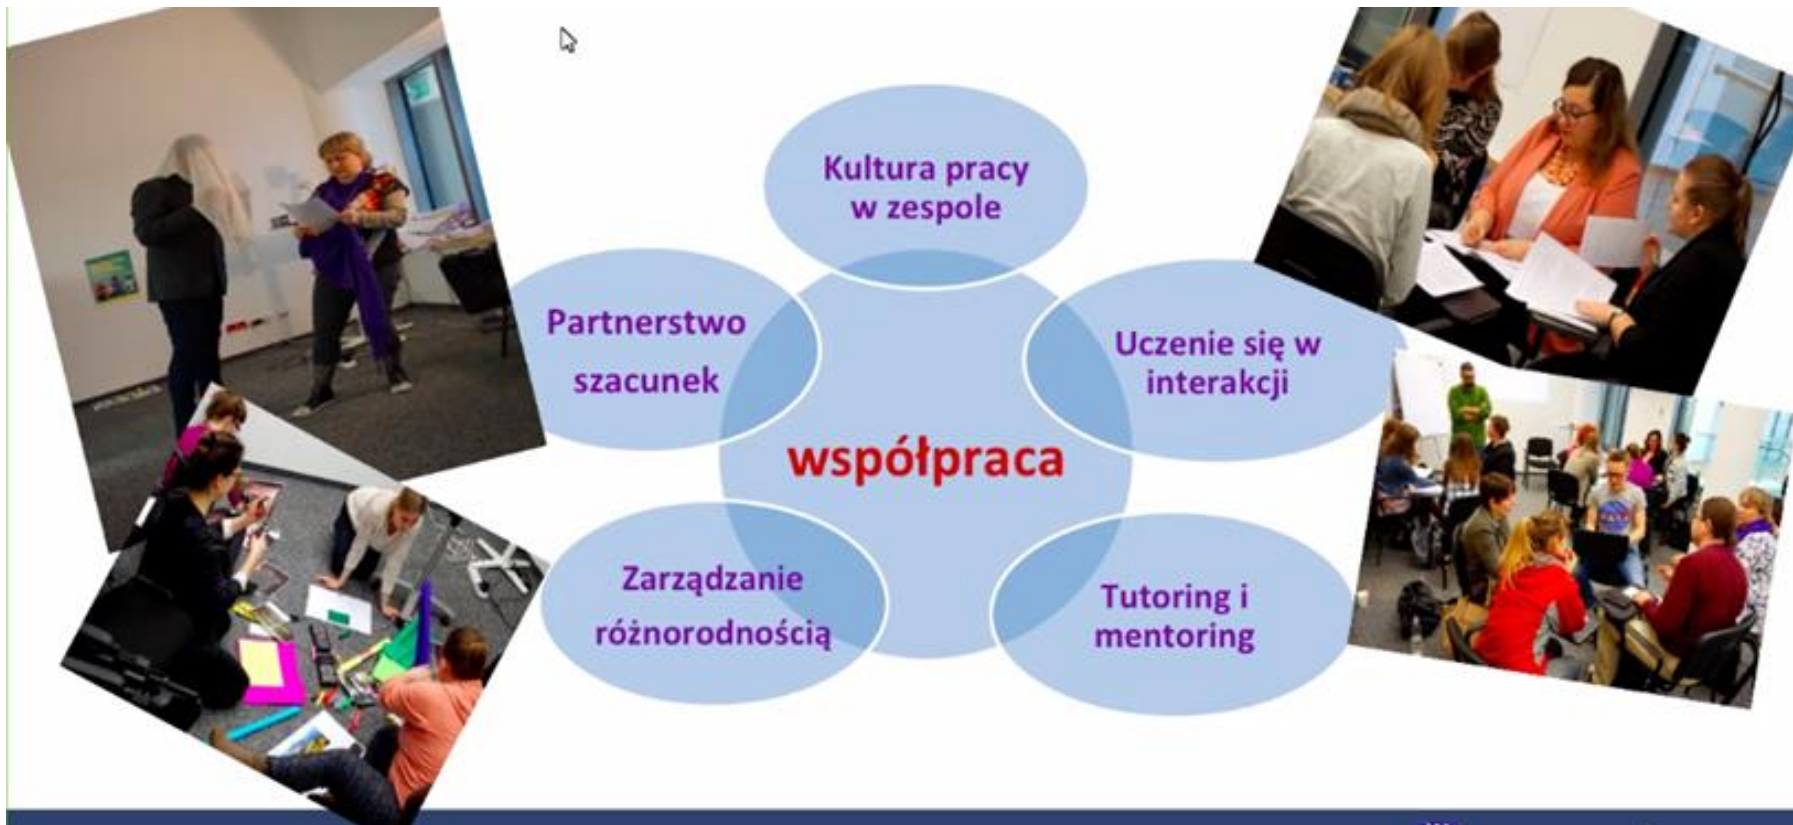 Kultura pracy
w zespole
Partnerstwo
szacunek
Uczenie się w
interakcji
współpraca
Zarządzanie
różnorodnością
Tutoring i
mentoring